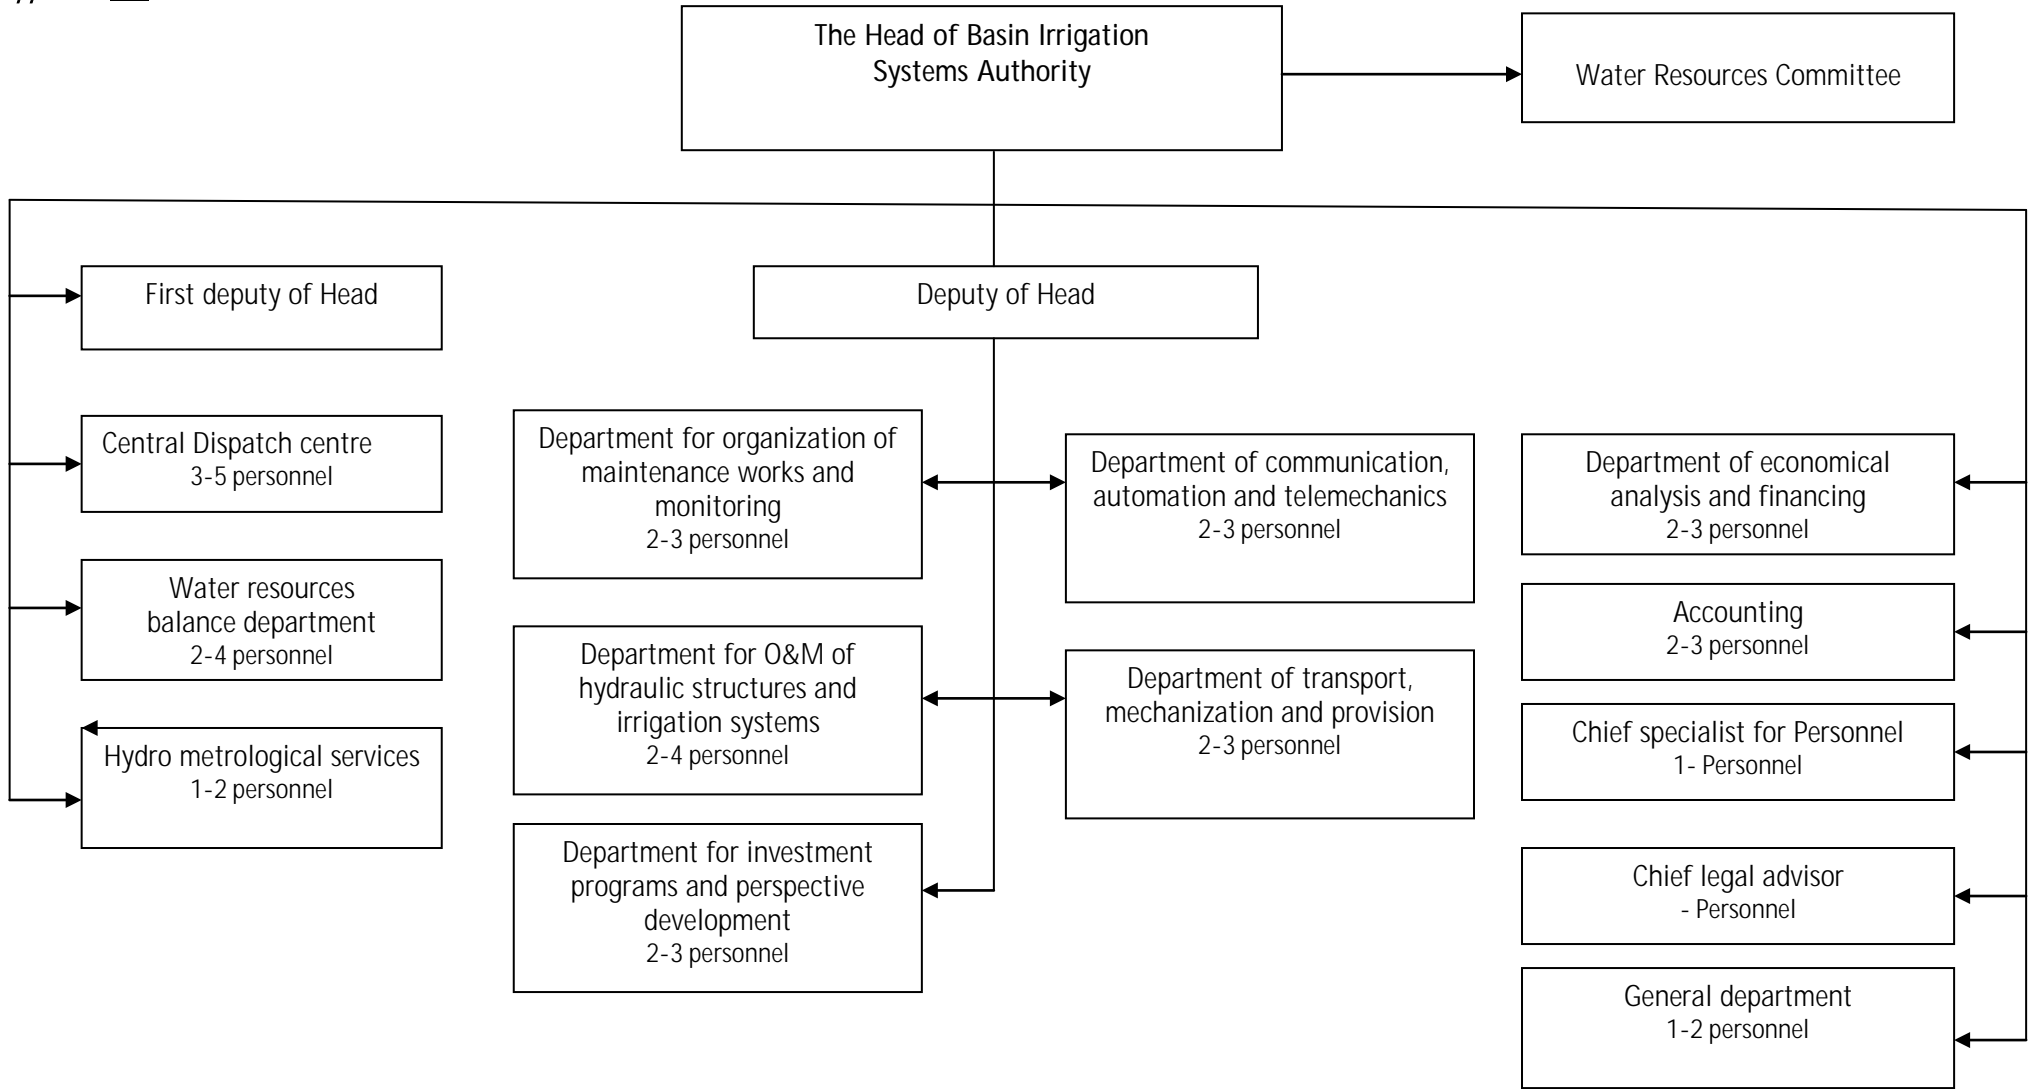 The Head of Basin Irrigation
Systems Authority
Water Resources Committee
First deputy of Head
Deputy of Head
Central Dispatch centre
3-5 personnel
Water resources
balance department
2-4 personnel
Hydro metrological services
1-2 personnel
Department for organization of
maintenance works and
monitoring
2-3 personnel
Department for O&M of
hydraulic structures and
irrigation systems
2-4 personnel
Department for investment
programs and perspective
development
2-3 personnel
Department of communication,
automation and telemechanics
2-3 personnel
Department of transport,
mechanization and provision
2-3 personnel
Department of economical
analysis and financing
2-3 personnel
Accounting
2-3 personnel
Chief specialist for Personnel
1- Personnel
Chief legal advisor
- Personnel
General department
1-2 personnel